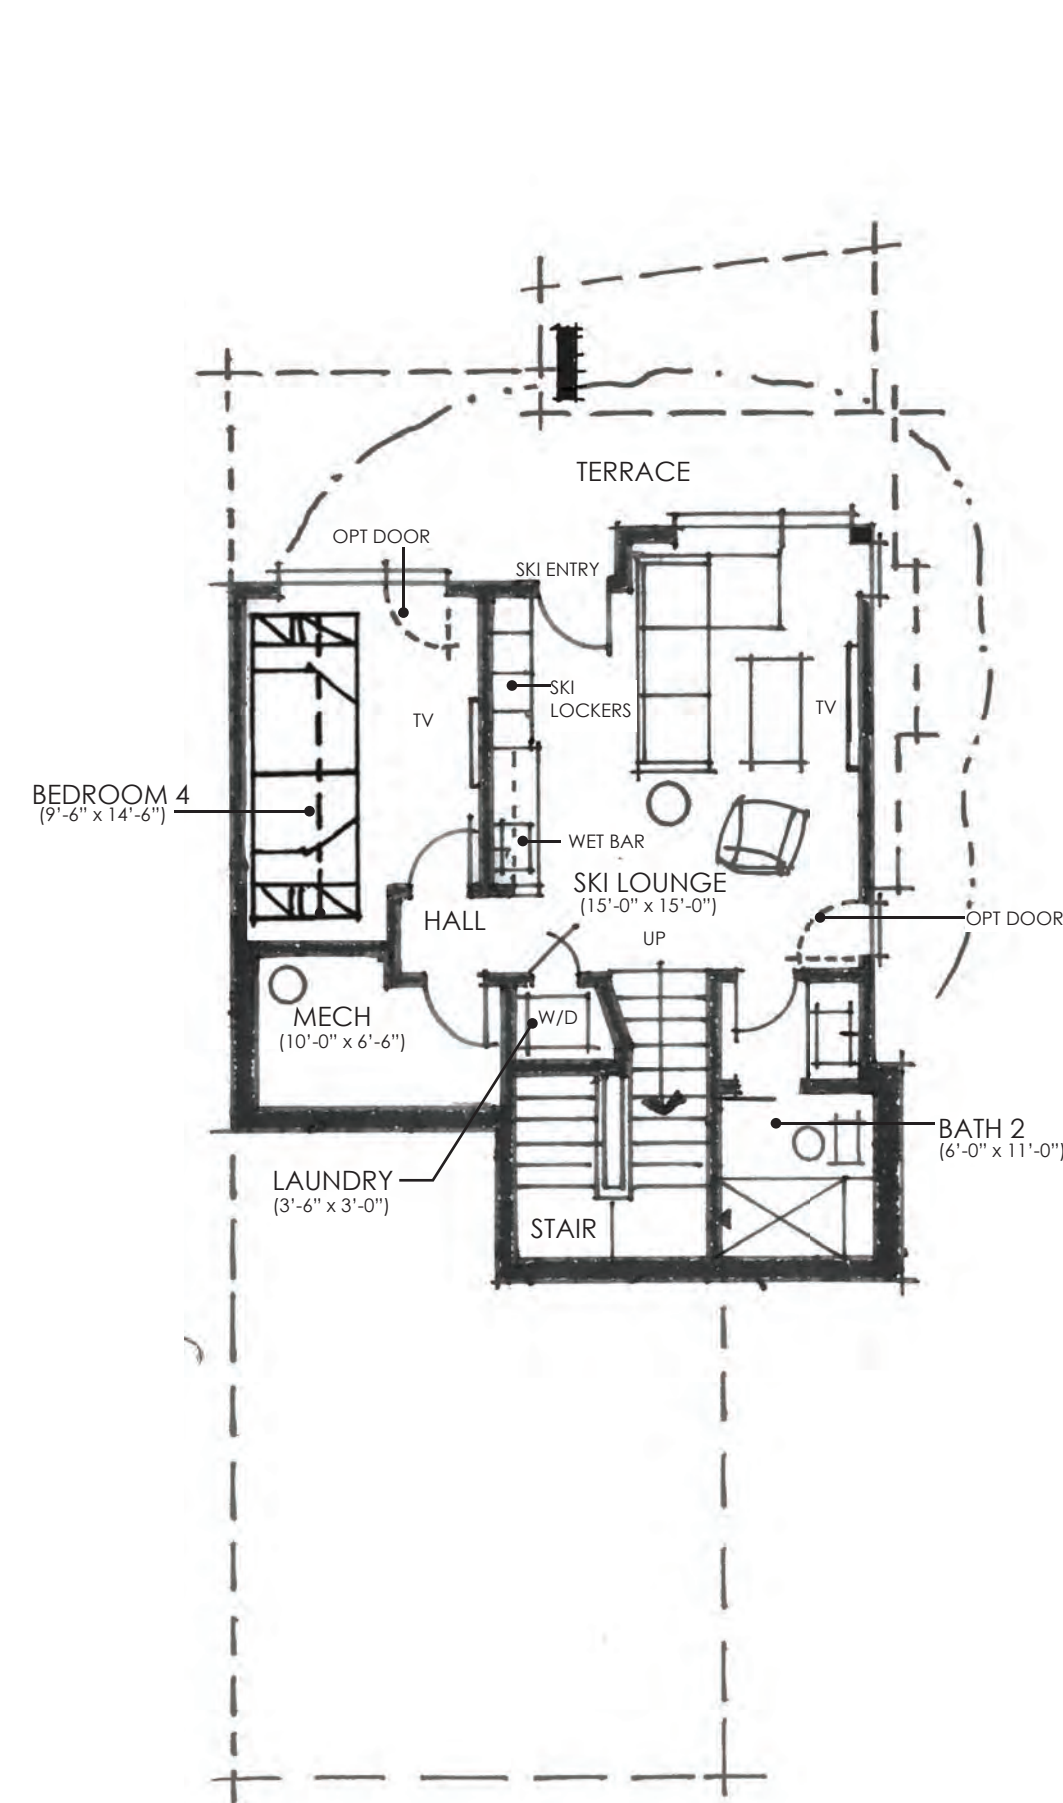 TERRACE
OPT DOOR
SKI ENTRY
SKI
LOCKERS
TV
TV
BEDROOM 4
(9'-6" x 14'-6")
WET BAR
SKI LOUNGE
(15'-0" x 15'-0")
HALL
OPT DOOR
UP
MECH
(10'-0" x 6'-6")
W/D
BATH 2
(6'-0" x 11'-0")
LAUNDRY
(3'-6" x 3'-0")
STAIR